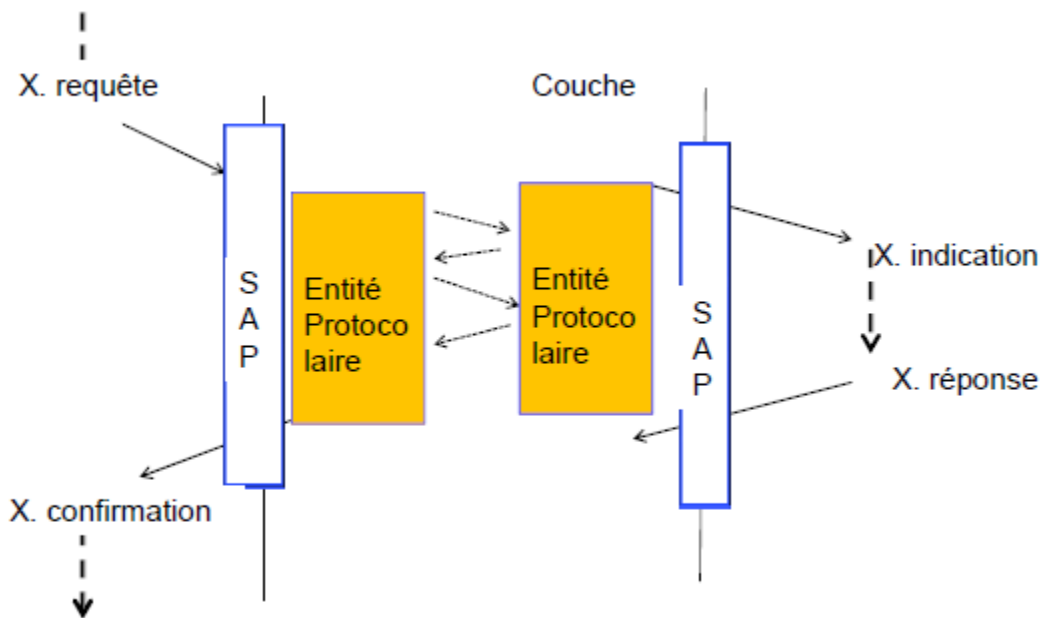 X. requête
Couche
S
A
P
Entité
Protoco
laire
Entité
Protoco
laire
S
A
P
X. indication
X. réponse
X. confirmation